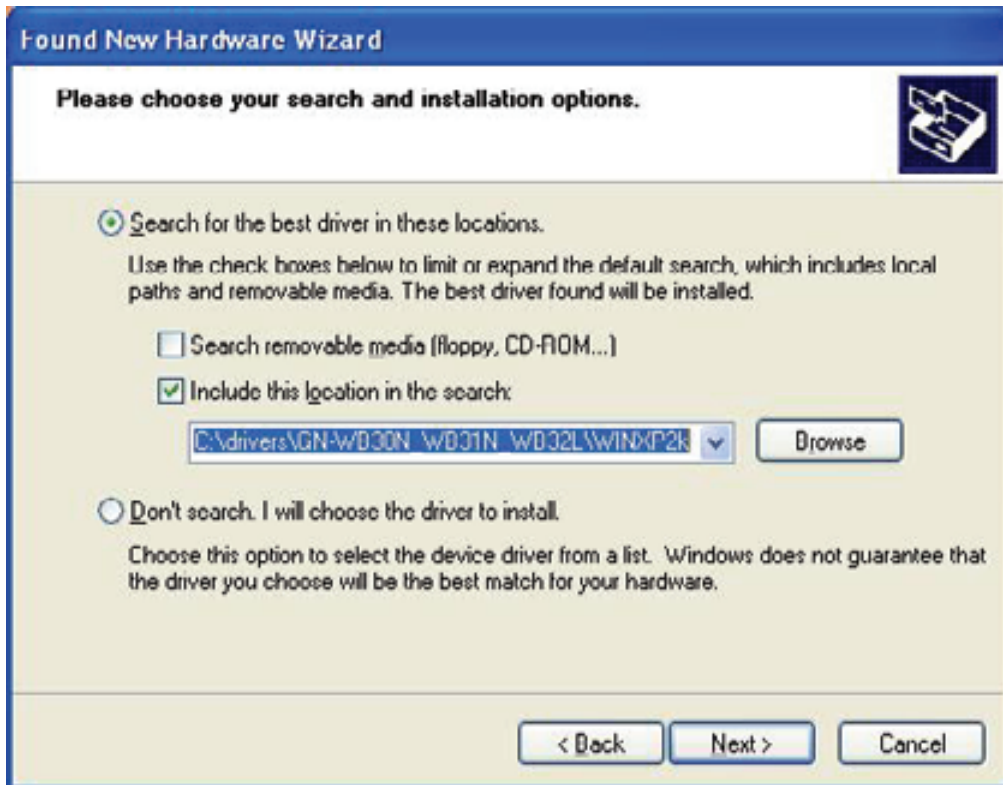 Found New Hardware Wizard
Please choose your search and installation options.
Search for the best driver in these locations.
Use the check boxes below to limit or expand the default search, which includes local
paths and removable media. The best driver found will be installed.
Search removable media (floppy, CD-ROM...)
Include this location in the search:
C:\drivers\GN-WB30N_WB31N_WB32L\WINXP2k
Browse
Don't search. I will choose the driver to install.
Choose this option to select the device driver from a list. Windows does not guarantee that
the driver you choose will be the best match for your hardware.
< Back
Next >
Cancel